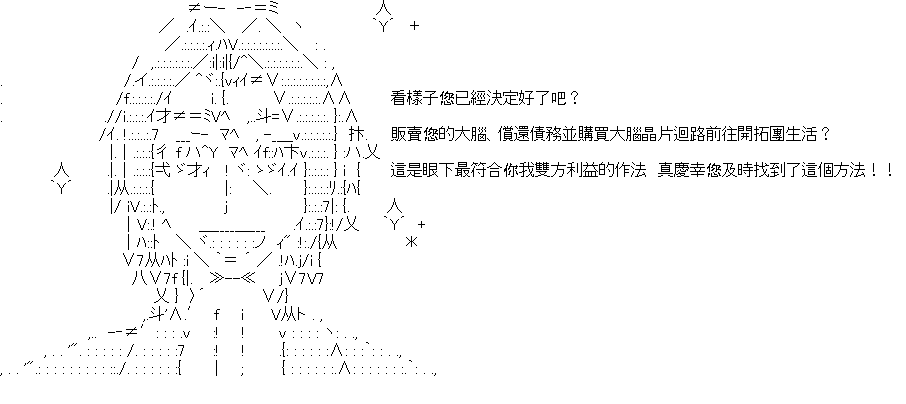 看樣子您已經決定好了吧？
販賣您的大腦、償還債務並購買大腦晶片迴路前往開拓團生活？
這是眼下最符合你我雙方利益的作法　真慶幸您及時找到了這個方法！！